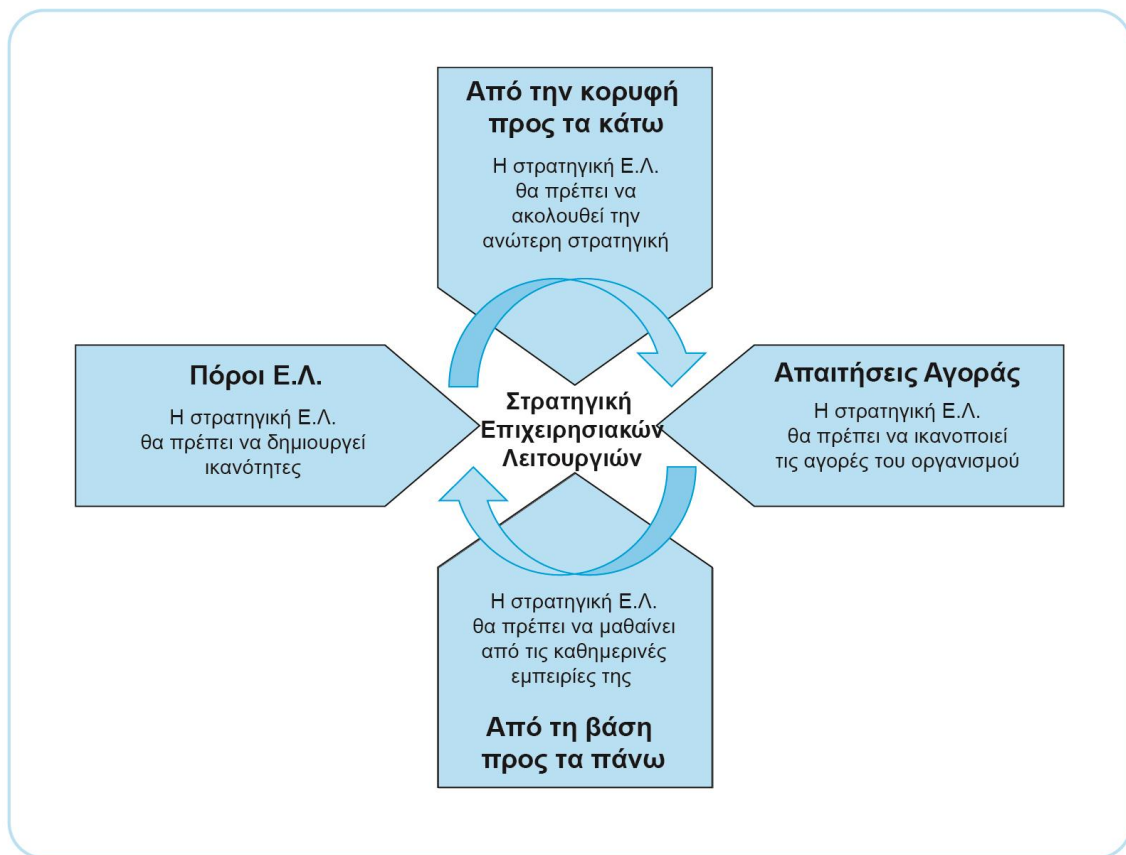 Από την κορυφή
προς τα κάτω
Η στρατηγική Ε.Λ.
θα πρέπει να
ακολουθεί την
ανώτερη στρατηγική
Πόροι Ε.Λ.
Η στρατηγική Ε.Λ.
θα πρέπει να δημιουργεί
ικανότητες
Στρατηγική
Επιχειρησιακών
Λειτουργιών
Απαιτήσεις Αγοράς
Η στρατηγική Ε.Λ.
θα πρέπει να ικανοποιεί
τις αγορές του οργανισμού
Η στρατηγική Ε.Λ.
θα πρέπει να μαθαίνει
από τις καθημερινές
εμπειρίες της
Από τη βάση
προς τα πάνω